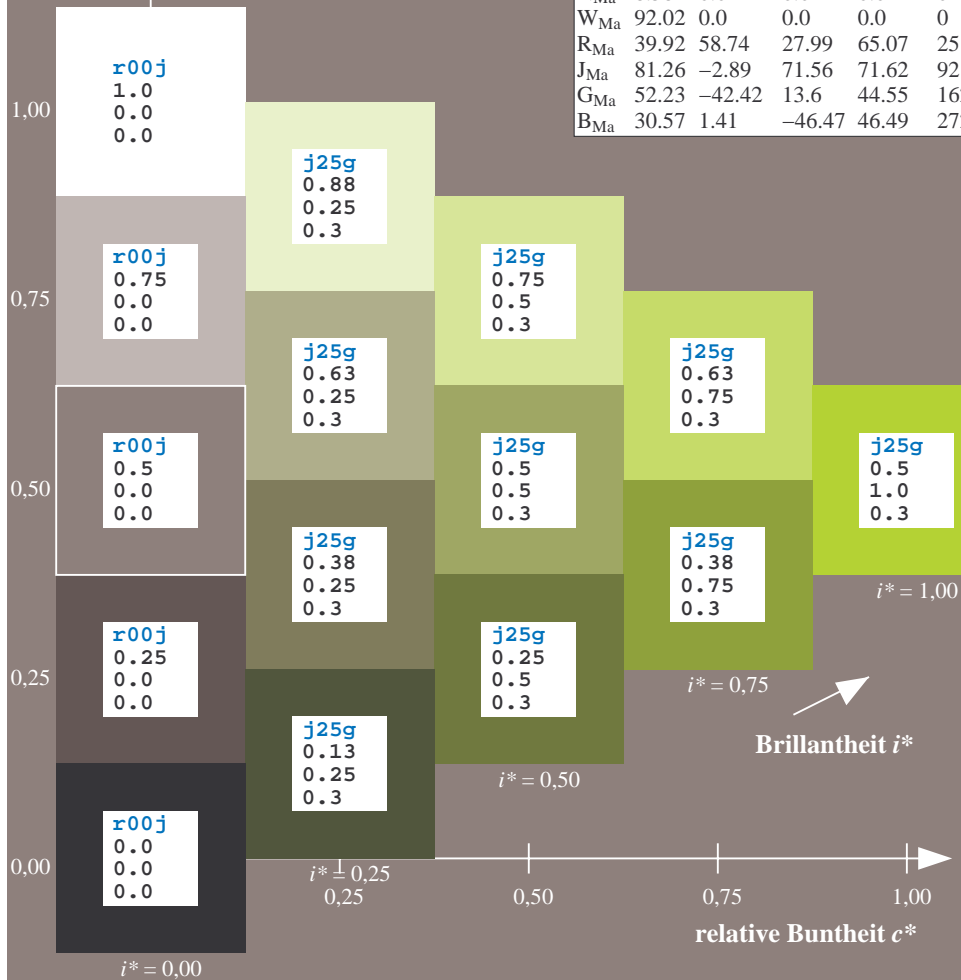 W_Ma 92.02 0.0 0.0 0.0 0
R_Ma 39.92 58.74 27.99 65.07 25
J_Ma 81.26 −2.89 71.56 71.62 92
G_Ma 52.23 −42.42 13.6 44.55
B_Ma 30.57 1.41 −46.47 46.49
1,00
0,75
0,50
0,25
0,00
r00j
1.0
0.0
0.0
r00j
0.75
0.0
0.0
r00j
0.5
0.0
0.0
r00j
0.25
0.0
0.0
r00j
0.0
0.0
0.0
i* = 0,00
j25g
0.88
0.25
0.3
j25g
0.63
0.25
0.3
j25g
0.38
0.25
0.3
j25g
0.13
0.25
0.3
i* = 0,25
j25g
0.75
0.5
0.3
j25g
0.5
0.5
0.3
j25g
0.25
0.5
0.3
i* = 0,50
j25g
0.63
0.75
0.3
j25g
0.38
0.75
0.3
i* = 0,75
j25g
0.5
1.0
0.3
i* = 1,00
Brillantheit i*
0,25 0,50 0,75 1,00
relative Buntheit c*